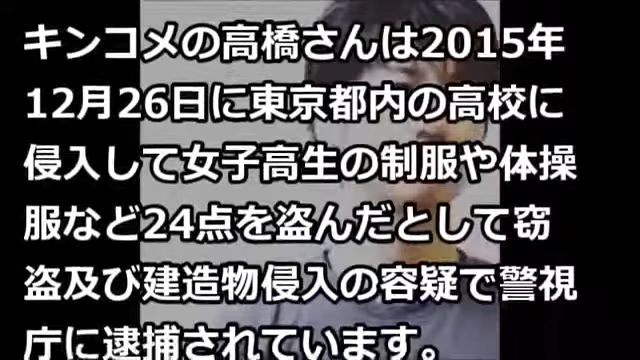 キンコメの高橋さんは2015年
12月26日に東京都内の高校に
侵入して女子高生の制服や体操
服など24点を盗んだとして窃
盗及び建造物侵入の容疑で警視
庁に逮捕されています。